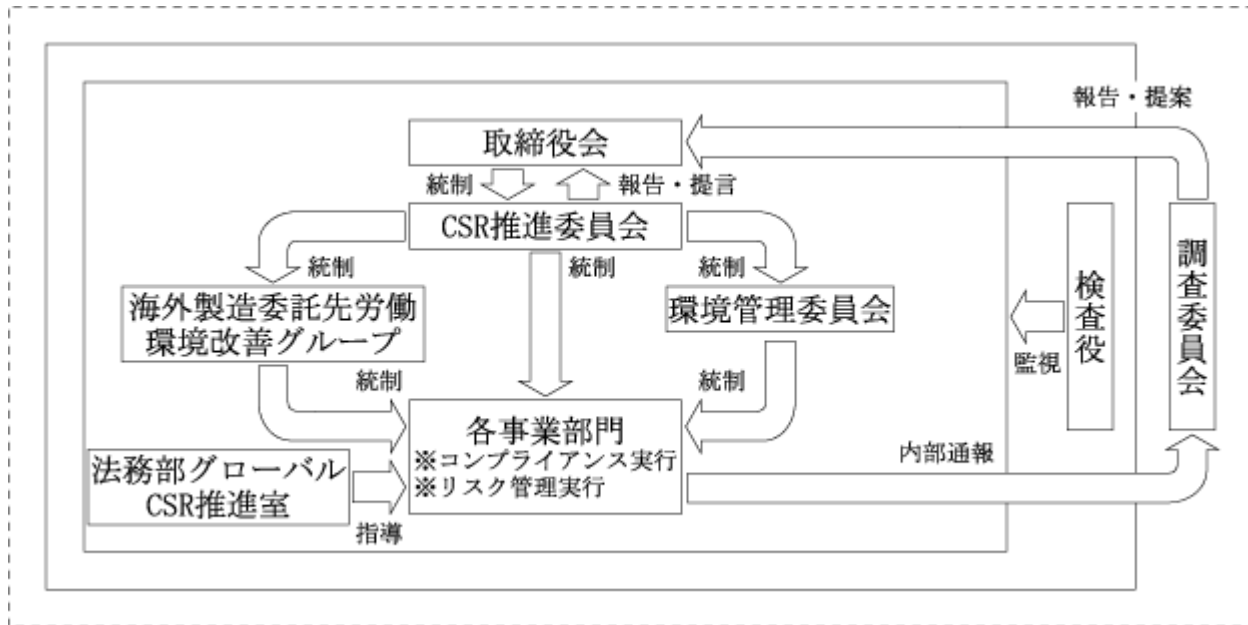 報告・提案
取締役会
統制
報告・提言
CSR推進委員会
統制
統制
統制
海外製造委託先労働
環境改善グループ
環境管理委員会
検査役
調査委員会
監視
統制
統制
各事業部門
※コンプライアンス実行
※リスク管理実行
内部通報
法務部グローバル
CSR推進室
指導